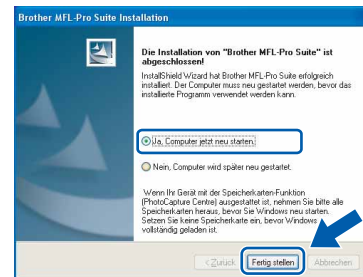 Brother MFL-Pro Suite Installation
Die Installation von "Brother MFL-Pro Suite" ist
abgeschlossen!
InstallShield Wizard hat Brother MFL-Pro Suite erfolgreich
installiert. Der Computer muss neu gestartet werden, bevor das
installierte Programm verwendet werden kann.
Ja, Computer jetzt neu starten.
Nein, Computer wird später neu gestartet.
Wenn Ihr Gerät mit der Speicherkarten-Funktion
(PhotoCapture Centre) ausgestattet ist, nehmen Sie bitte alle
Speicherkarten heraus, bevor Sie Windows neu starten.
Setzen Sie keine Speicherkarte ein, bevor Windows
vollständig geladen ist.
< Zurück
Fertig stellen
Abbrechen